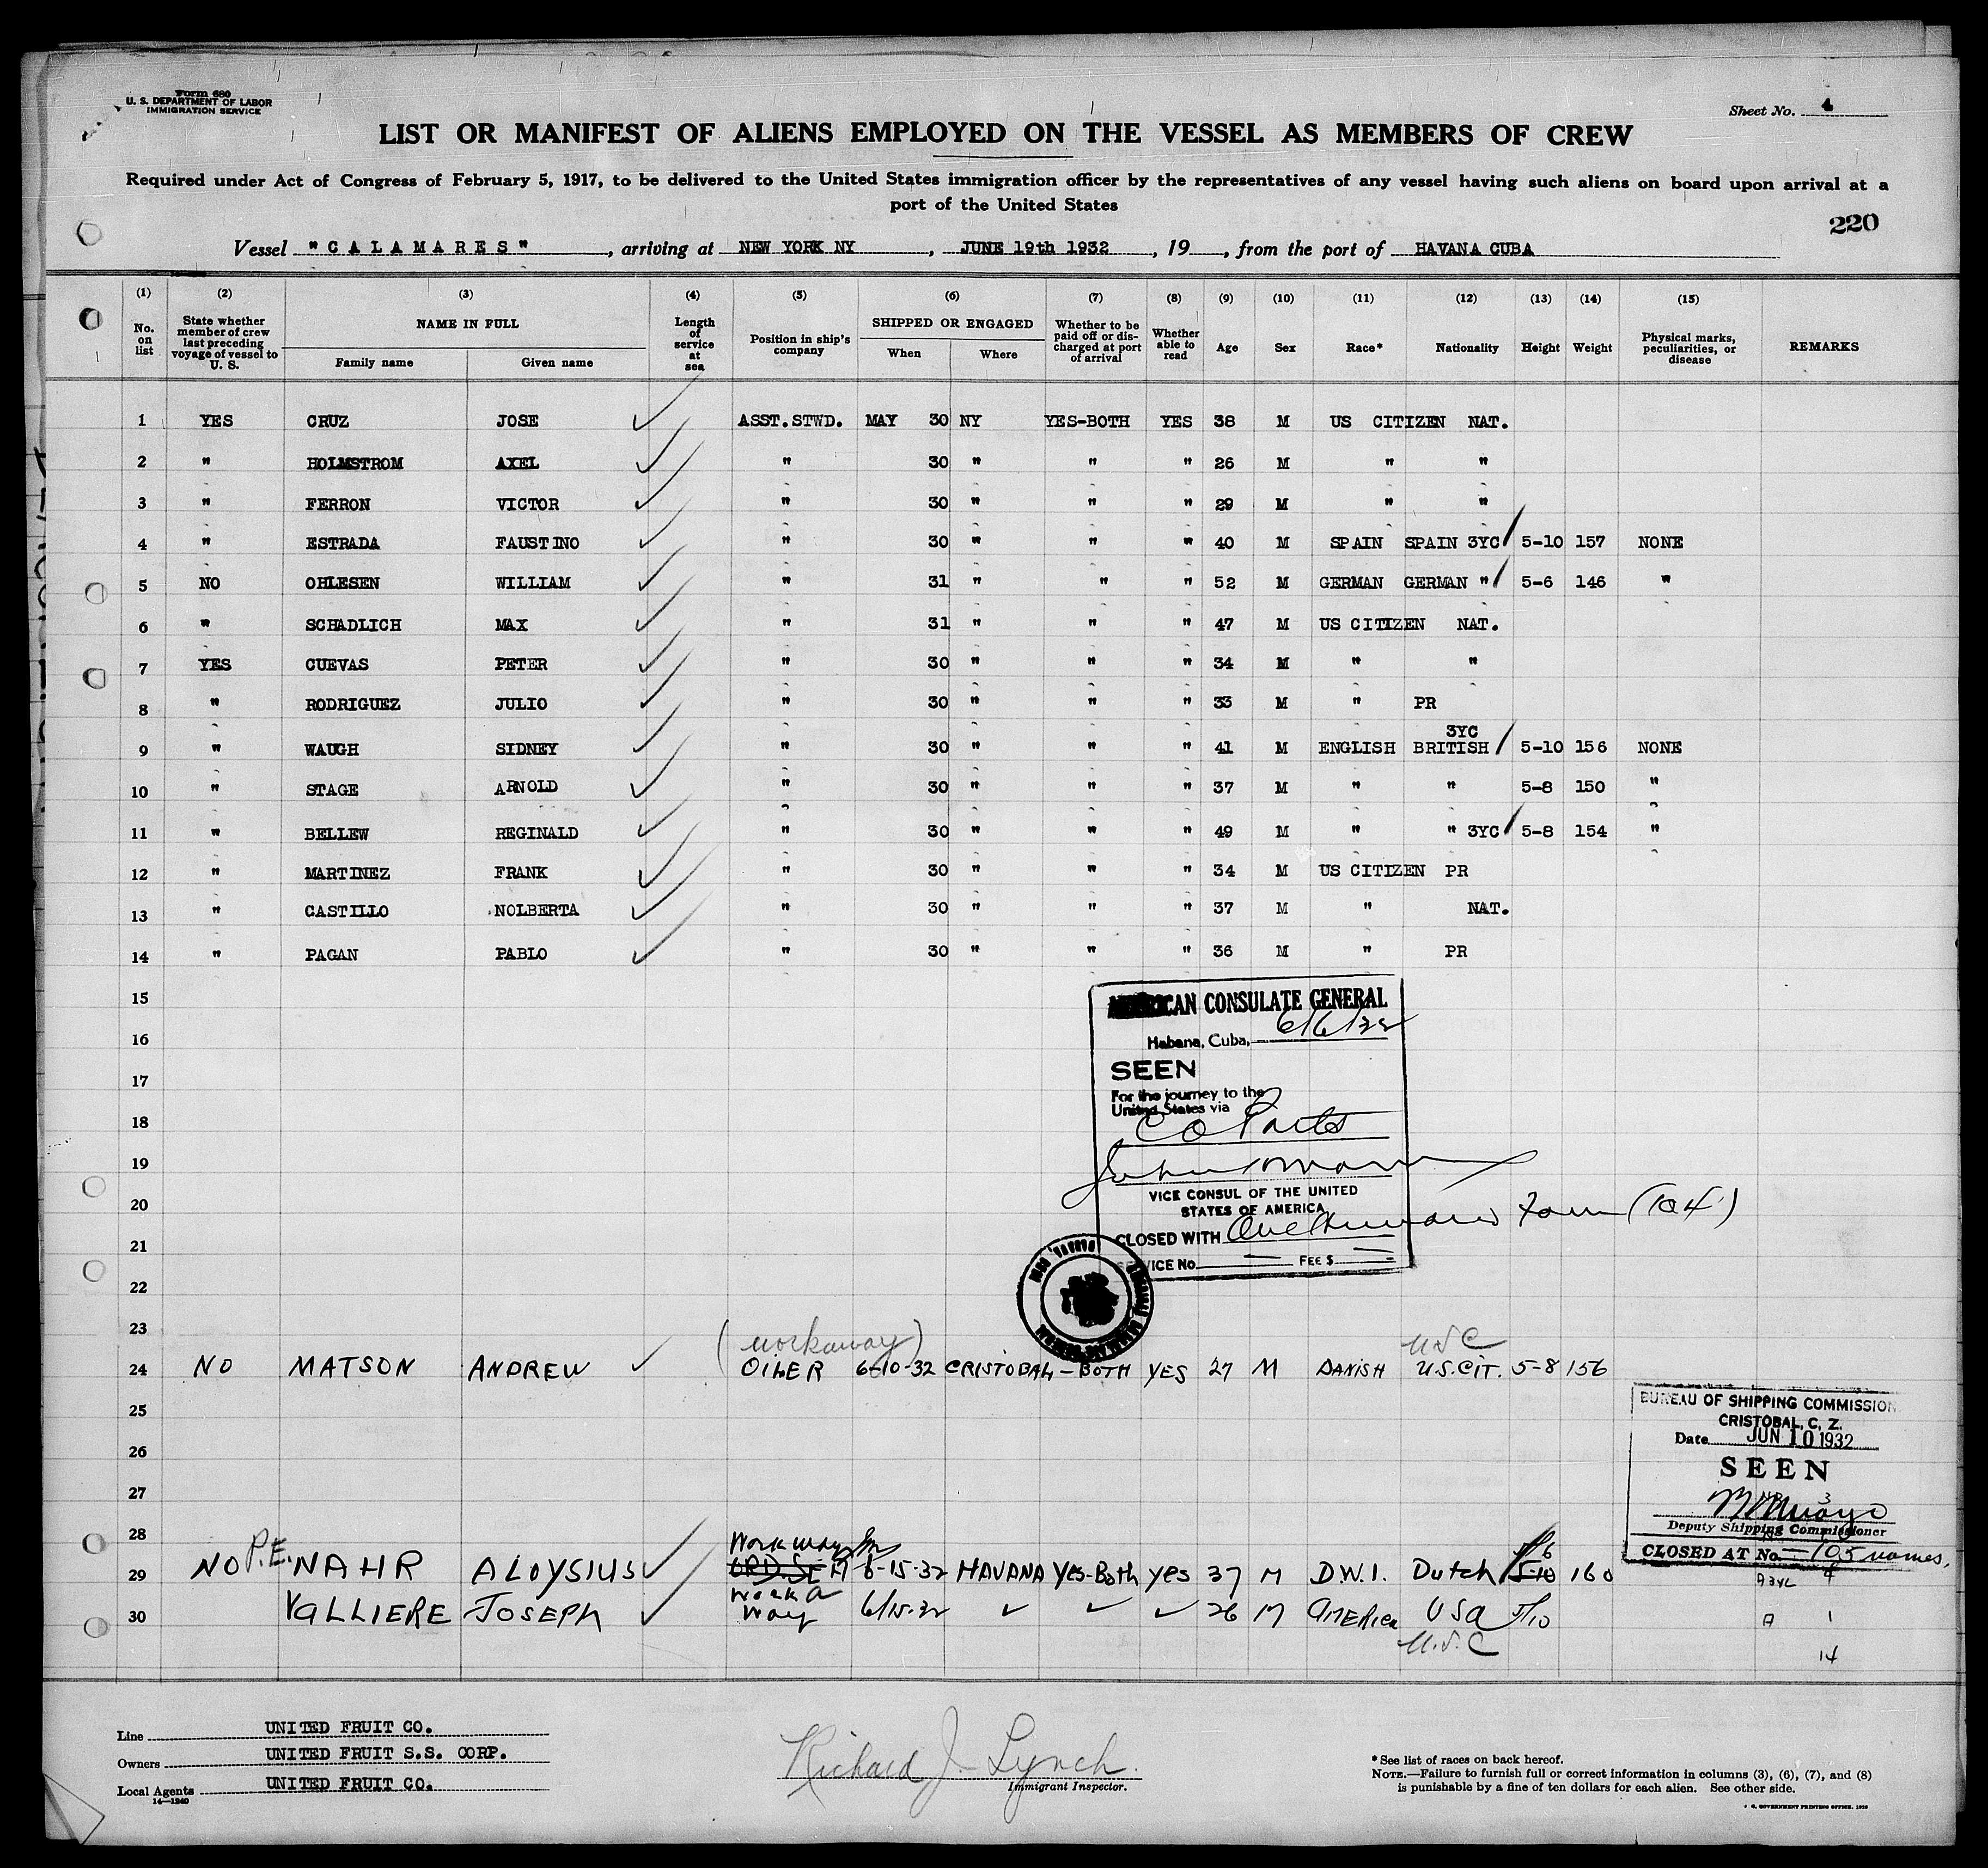 Form 680
U. S. DEPARTMENT OF LABOR
IMMIGRATION SERVICE
Sheet No. 4
LIST OR MANIFEST OF ALIENS EMPLOYED ON THE VESSEL AS MEMBERS OF CREW
Required under Act of Congress of February 5, 1917, to be delivered to the United States immigration officer by the representatives of any vessel having such aliens on board upon arrival at a
port of the United States
220
Vessel "CALAMARES", arriving at NEW YORK NY, JUNE 19th 1932, 19 , from the port of HAVANA CUBA
(1) (2) (3) (4) (5) (6) (7) (8) (9) (10) (11) (12) (13) (14) (15)
No. on list
State whether member of crew last preceding voyage of vessel to U. S.
NAME IN FULL
Family name Given name
Length of service at sea
Position in ship's company
SHIPPED OR ENGAGED
When Where
Whether to be paid off or discharged at port of arrival
Whether able to read
Age Sex Race* Nationality Height Weight
Physical marks, peculiarities, or disease
REMARKS
1 YES CRUZ JOSE ASST.STWD. MAY 30 NY YES-BOTH YES 38 M US CITIZEN NAT.
2 " HOLMSTROM AXEL " 30 " " " 26 M " "
3 " FERRON VICTOR " 30 " " " 29 M " "
4 " ESTRADA FAUSTINO " 30 " " " 40 M SPAIN SPAIN 3YC 5-10 157 NONE
5 NO OHLESEN WILLIAM " 31 " " " 52 M GERMAN GERMAN " 5-6 146 "
6 " SCHADLICH MAX " 31 " " " 47 M US CITIZEN NAT.
7 YES CUEVAS PETER " 30 " " " 34 M " "
8 " RODRIGUEZ JULIO " 30 " " " 33 M " PR
3YC
9 " WAUGH SIDNEY " 30 " " " 41 M ENGLISH BRITISH 5-10 156 NONE
10 " STAGE ARNOLD " 30 " " " 37 M " " 5-8 150 "
11 " BELLEW REGINALD " 30 " " " 49 M " " 3YC 5-8 154 "
12 " MARTINEZ FRANK " 30 " " " 34 M US CITIZEN PR
13 " CASTILLO NOLBERTA " 30 " " " 37 M " NAT.
14 " PAGAN PABLO " 30 " " " 36 M " PR
15
16
17
18
19
20
21
22
23
AMERICAN CONSULATE GENERAL
Habana, Cuba, 6/6/32
SEEN
For the journey to the
United States via
C O Ports
VICE CONSUL OF THE UNITED
STATES OF AMERICA
CLOSED WITH (104)
SERVICE No. — FEE $ —
(workaway) U.S.C
24 NO MATSON ANDREW OILER 6-10-32 CRISTOBAL - BOTH YES 27 M DANISH U.S.CIT. 5-8 156
25
26
27
28
BUREAU OF SHIPPING COMMISSION
CRISTOBAL, C. Z.
Date JUN 10 1932
SEEN
Deputy Shipping Commissioner
CLOSED AT No. - 105 names.
Workaway
29 NO P.E. NAHR ALOYSIUS 6-15-32 HAVANA Yes-Both yes 37 M D.W.I. Dutch 5-10 160
30 VALLIERE JOSEPH Work a way 6/15-32 ✓ ✓ ✓ 26 M AMERICA USA 5/10
U.S.C
A 3YC 4
A 1
14
Line UNITED FRUIT CO.
Owners UNITED FRUIT S.S. CORP.
Local Agents UNITED FRUIT CO.
14—1240
Richard J. Lynch
Immigrant Inspector.
*See list of races on back hereof.
NOTE.—Failure to furnish full or correct information in columns (3), (6), (7), and (8)
is punishable by a fine of ten dollars for each alien. See other side.